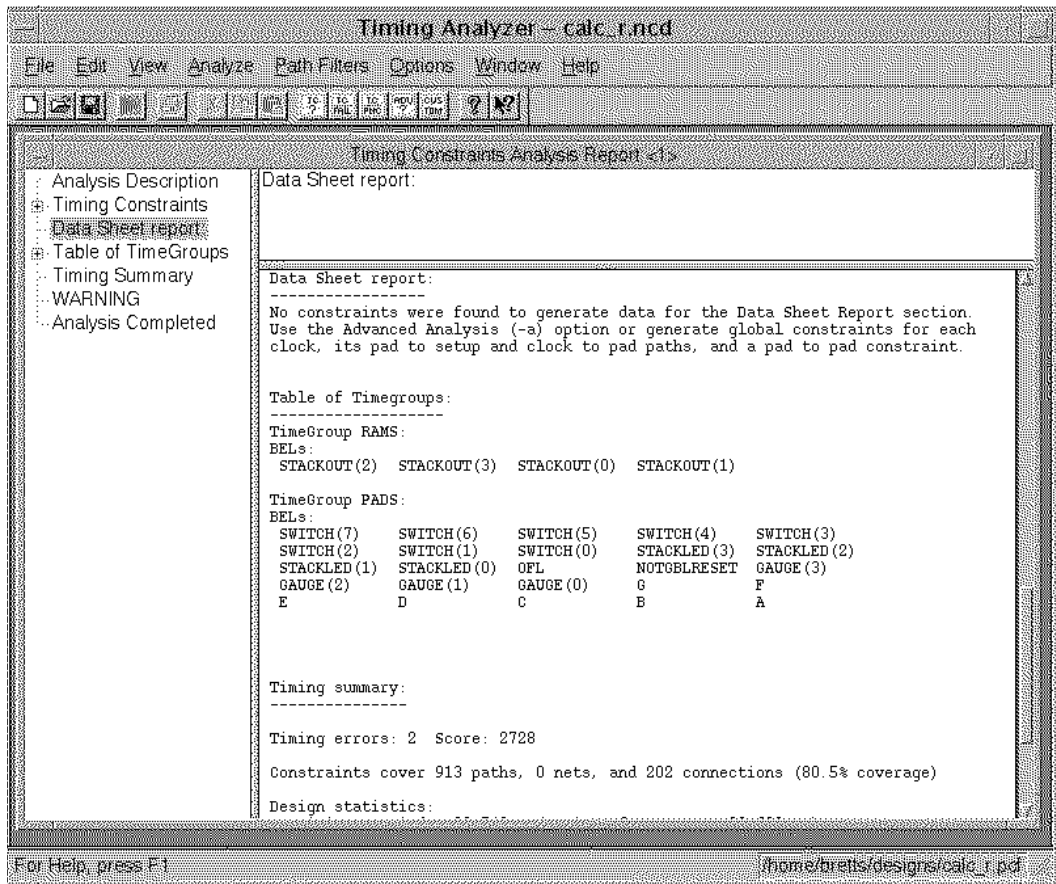 Timing Analyzer – calc_r.ncd
File Edit View Analyze Path Filters Options Window Help
TC ? TC FAIL TC ADV ? CUS TOM ?
Timing Constraints Analysis Report <1>
Analysis Description
Timing Constraints
Data Sheet report:
Table of TimeGroups
Timing Summary
WARNING
Analysis Completed
Data Sheet report:
Data Sheet report:
-----------------
No constraints were found to generate data for the Data Sheet Report section.
Use the Advanced Analysis (-a) option or generate global constraints for each
clock, its pad to setup and clock to pad paths, and a pad to pad constraint.
Table of Timegroups:
-------------------
TimeGroup RAMS:
BELs:
STACKOUT(2) STACKOUT(3) STACKOUT(0) STACKOUT(1)
TimeGroup PADS:
BELs:
SWITCH(7) SWITCH(6) SWITCH(5) SWITCH(4) SWITCH(3)
SWITCH(2) SWITCH(1) SWITCH(0) STACKLED(3) STACKLED(2)
STACKLED(1) STACKLED(0) OFL NOTGBLRESET GAUGE(3)
GAUGE(2) GAUGE(1) GAUGE(0) G F
E D C B A
Timing summary:
---------------
Timing errors: 2 Score: 2728
Constraints cover 913 paths, 0 nets, and 202 connections (80.5% coverage)
Design statistics:
For Help, press F1
/home/bretts/designs/calc_r.pcf